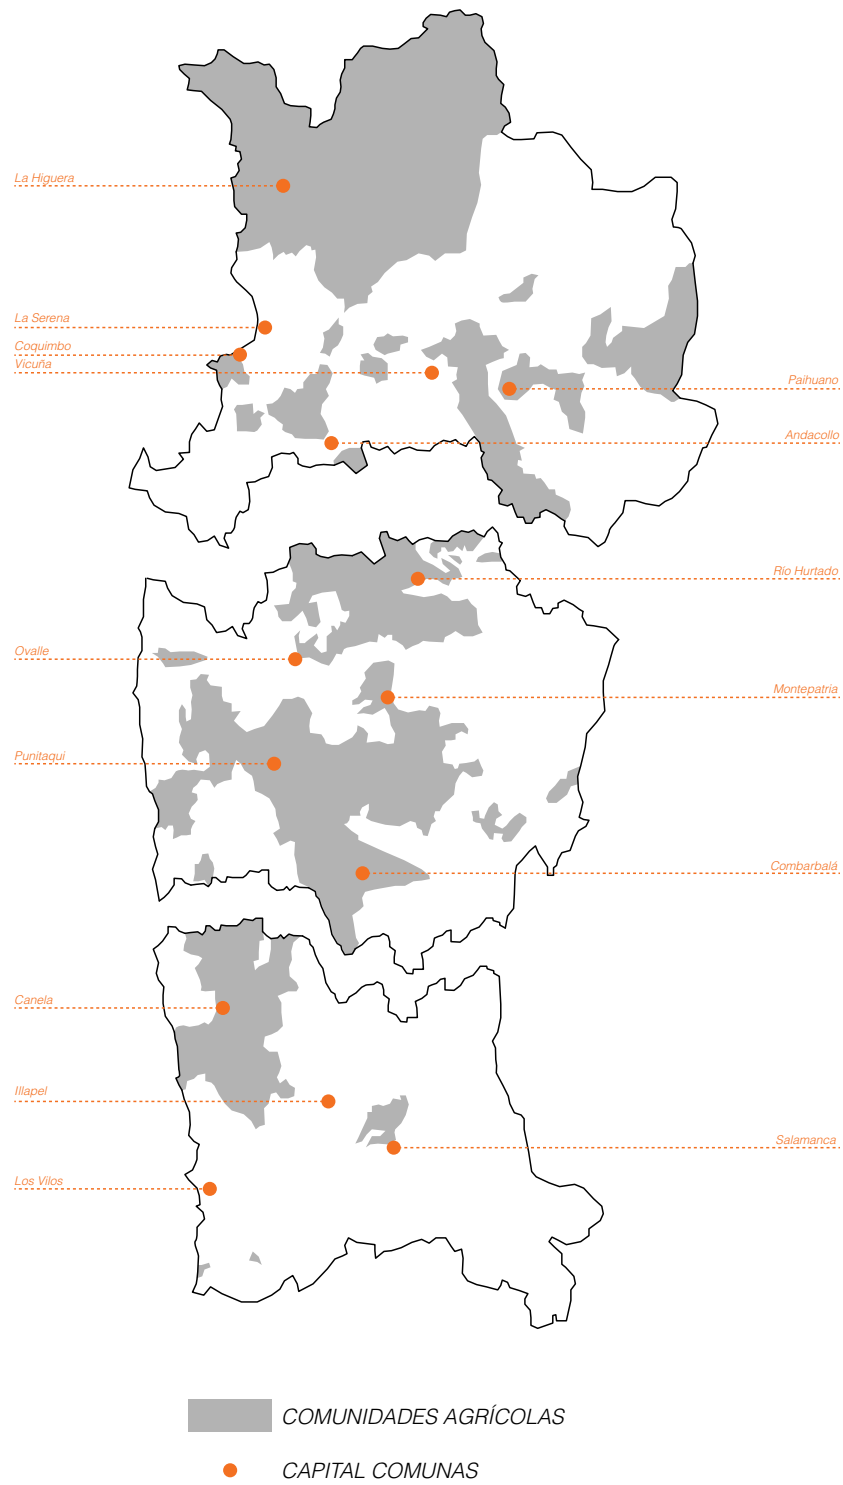 La Higuera
La Serena
Coquimbo
Vicuña
Paihuano
Andacollo
Río Hurtado
Ovalle
Montepatria
Punitaqui
Combarbalá
Canela
Illapel
Salamanca
Los Vilos
COMUNIDADES AGRÍCOLAS
CAPITAL COMUNAS